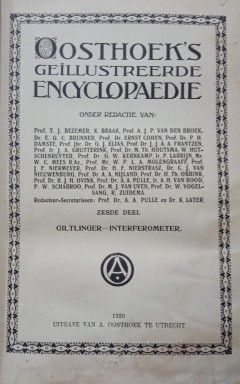 OOSTHOEK'S
GEÏLLUSTREERDE
ENCYCLOPAEDIE
ONDER REDACTIE VAN:
Prof. T. J. BEZEMER, K. BRAAK, Prof. A. J. P. VAN DEN BROEK,
Dr. E. G. C. BRUNNER, Prof. Dr. ERNST COHEN, Prof. Dr. P. H.
DAMSTÉ, Prof. Jhr. Dr. G. J. ELIAS, Prof. Dr. J. J. A. A. FRANTZEN,
Prof. Ir. J. A. GRUTTERINK, Prof. Dr. M. Th. HOUTSMA, W. HUT-
SCHENRUYTER, Prof. Dr. G. W. KERNKAMP, Ir. P. LABRIJN, Mr.
W. C. MEES R.Az., Prof. Mr. W. P. L. A. MOLENGRAAFF, Prof.
J. F. NIERMEYER, Prof. Dr. H. F. NIERSTRASZ, Dr. C. J. VAN
NIEUWENBURG, Prof. Dr. A. A. NIJLAND, Prof. Dr. H. Th. OBBINK,
Prof. Dr. B. J. H. OVINK, Prof. Dr. A. A. PULLE, Ir. A. H. VAN ROOD,
P. W. SCHARROO, Prof. Dr. M. J. VAN UVEN, Prof. Dr. W. VOGEL-
SANG, R. ZUIDEMA.
Redacteur-Secretarissen: Prof. Dr. A. A. PULLE en Dr. K. LATER.
ZESDE DEEL
GILTLINGER—INTERFEROMETER.
1920
UITGAVE VAN A. OOSTHOEK TE UTRECHT